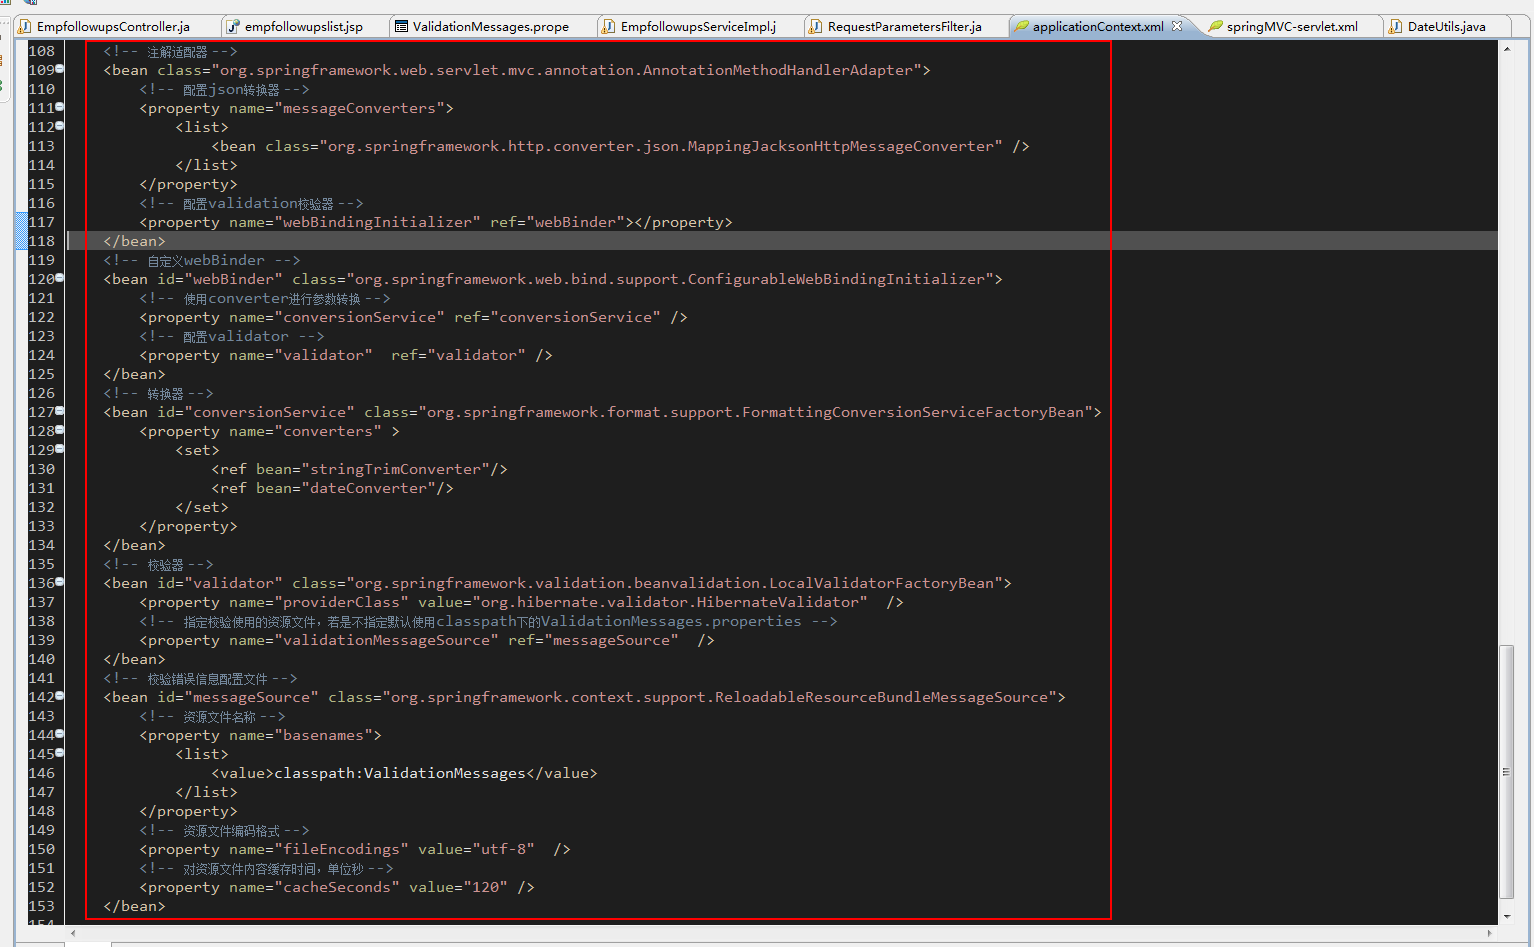 EmpfollowupsController.ja
empfollowupslist.jsp
ValidationMessages.prope
EmpfollowupsServiceImpl.j
RequestParametersFilter.ja
applicationContext.xml
springMVC-servlet.xml
DateUtils.java
108 <!-- 注解适配器 -->
109 <bean class="org.springframework.web.servlet.mvc.annotation.AnnotationMethodHandlerAdapter">
110 <!-- 配置json转换器 -->
111 <property name="messageConverters">
112 <list>
113 <bean class="org.springframework.http.converter.json.MappingJacksonHttpMessageConverter" />
114 </list>
115 </property>
116 <!-- 配置validation校验器 -->
117 <property name="webBindingInitializer" ref="webBinder"></property>
118 </bean>
119 <!-- 自定义webBinder -->
120 <bean id="webBinder" class="org.springframework.web.bind.support.ConfigurableWebBindingInitializer">
121 <!-- 使用converter进行参数转换 -->
122 <property name="conversionService" ref="conversionService" />
123 <!-- 配置validator -->
124 <property name="validator"  ref="validator" />
125 </bean>
126 <!-- 转换器 -->
127 <bean id="conversionService" class="org.springframework.format.support.FormattingConversionServiceFactoryBean">
128 <property name="converters" >
129 <set>
130 <ref bean="stringTrimConverter"/>
131 <ref bean="dateConverter"/>
132 </set>
133 </property>
134 </bean>
135 <!-- 校验器 -->
136 <bean id="validator" class="org.springframework.validation.beanvalidation.LocalValidatorFactoryBean">
137 <property name="providerClass" value="org.hibernate.validator.HibernateValidator"  />
138 <!-- 指定校验使用的资源文件，若是不指定默认使用classpath下的ValidationMessages.properties -->
139 <property name="validationMessageSource" ref="messageSource"  />
140 </bean>
141 <!-- 校验错误信息配置文件 -->
142 <bean id="messageSource" class="org.springframework.context.support.ReloadableResourceBundleMessageSource">
143 <!-- 资源文件名称 -->
144 <property name="basenames">
145 <list>
146 <value>classpath:ValidationMessages</value>
147 </list>
148 </property>
149 <!-- 资源文件编码格式 -->
150 <property name="fileEncodings" value="utf-8"  />
151 <!-- 对资源文件内容缓存时间，单位秒 -->
152 <property name="cacheSeconds" value="120" />
153 </bean>
154